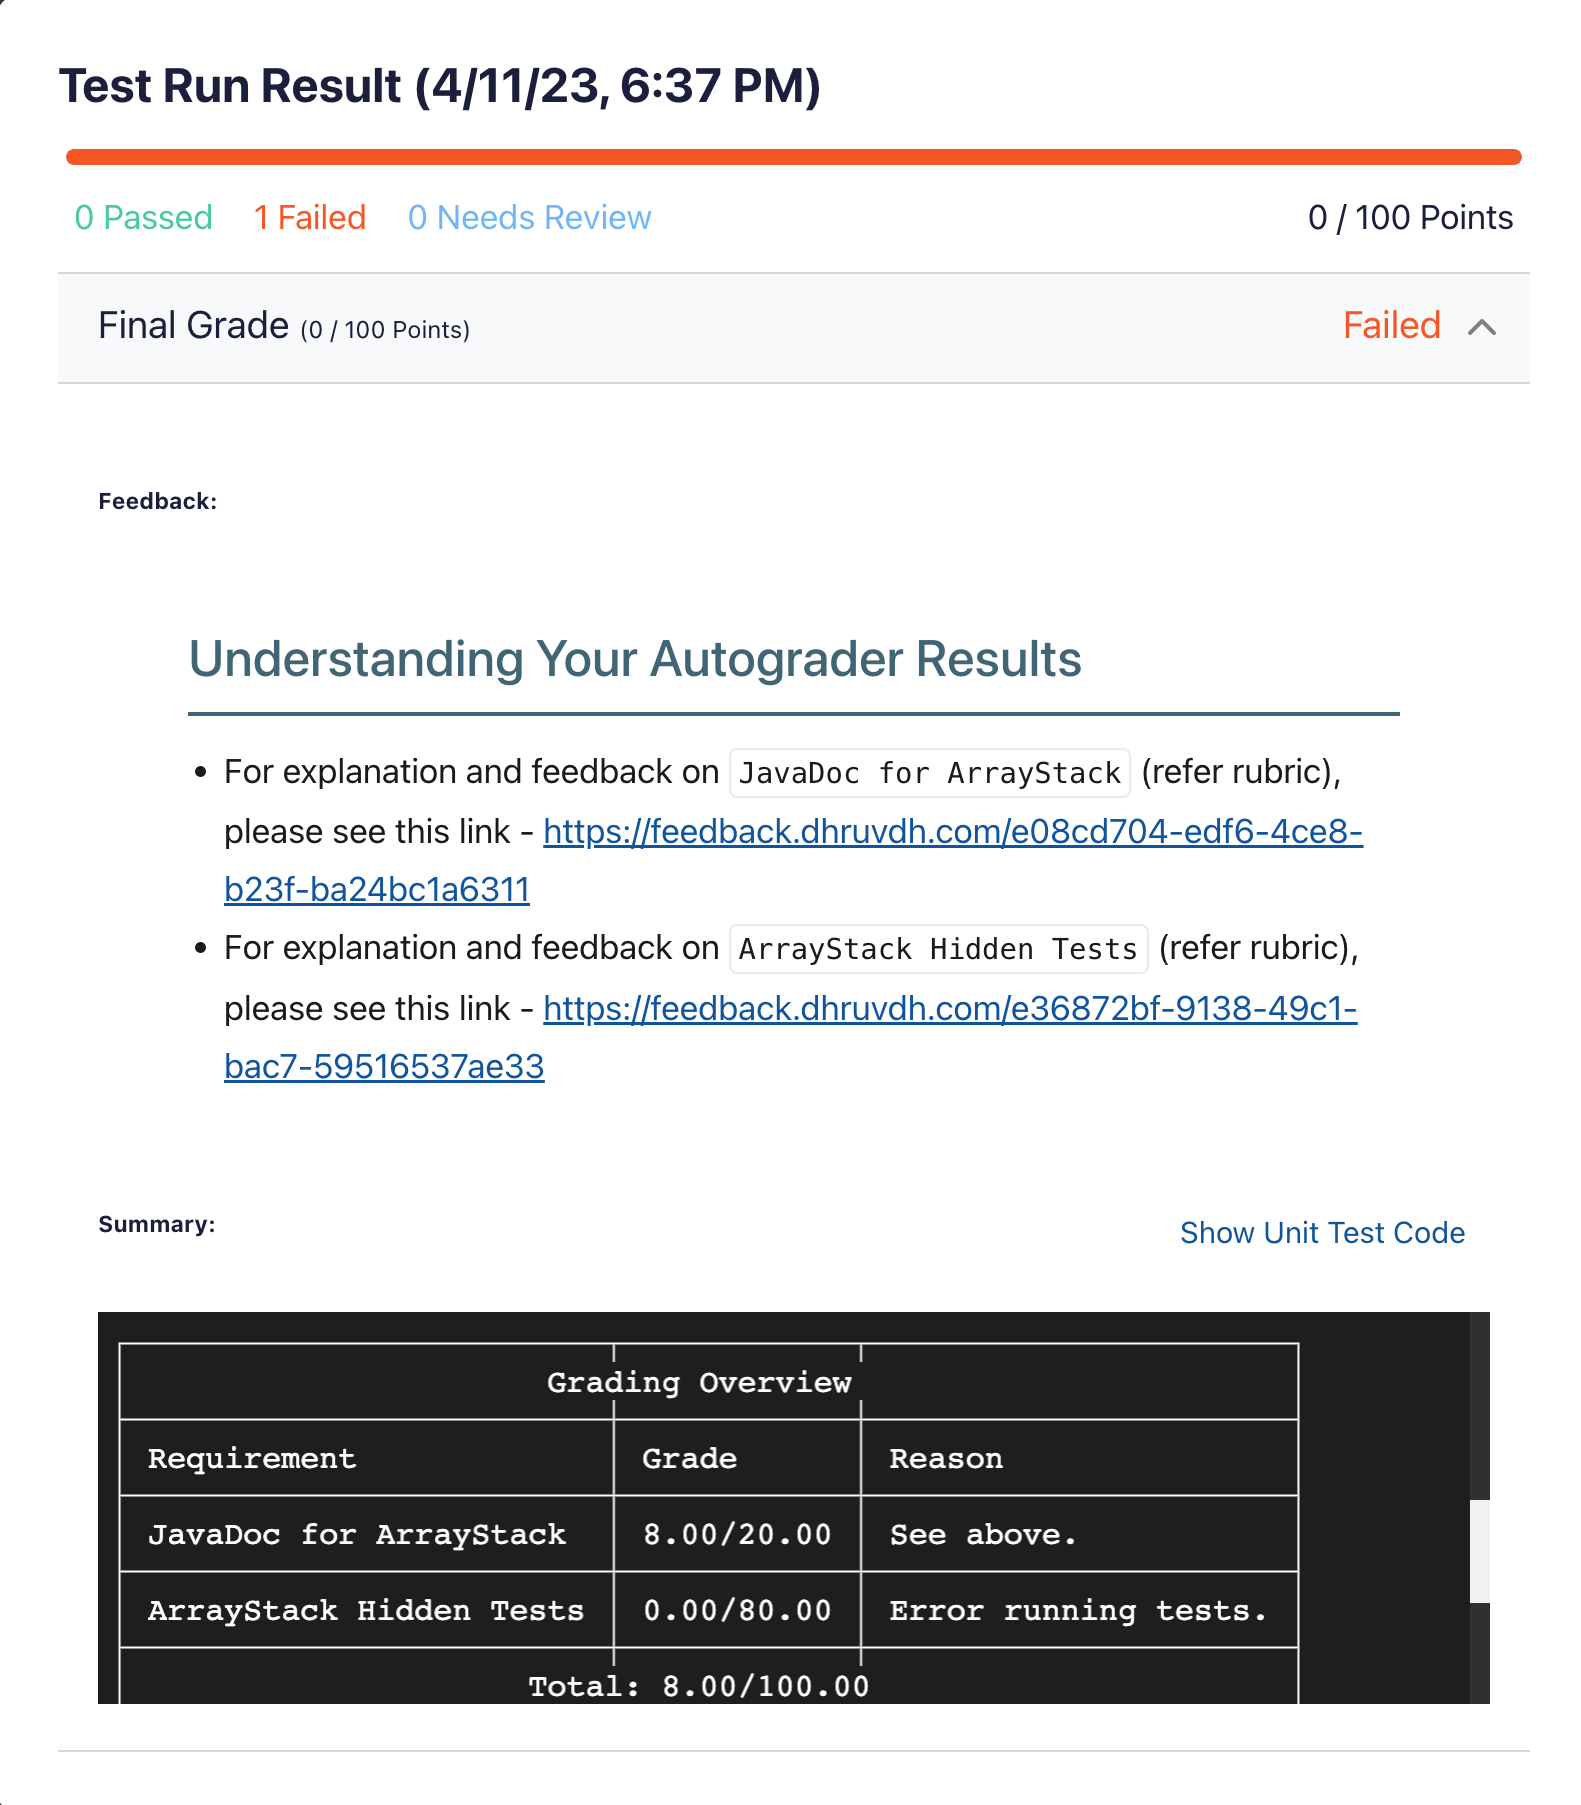 Test Run Result (4/11/23, 6:37 PM)
0 Passed 1 Failed 0 Needs Review 0 / 100 Points
Final Grade (0 / 100 Points) Failed
Feedback:
Understanding Your Autograder Results
• For explanation and feedback on JavaDoc for ArrayStack (refer rubric),
please see this link - https://feedback.dhruvdh.com/e08cd704-edf6-4ce8-
b23f-ba24bc1a6311
• For explanation and feedback on ArrayStack Hidden Tests (refer rubric),
please see this link - https://feedback.dhruvdh.com/e36872bf-9138-49c1-
bac7-59516537ae33
Summary:
Show Unit Test Code
Grading Overview
Requirement Grade Reason
JavaDoc for ArrayStack 8.00/20.00 See above.
ArrayStack Hidden Tests 0.00/80.00 Error running tests.
Total: 8.00/100.00